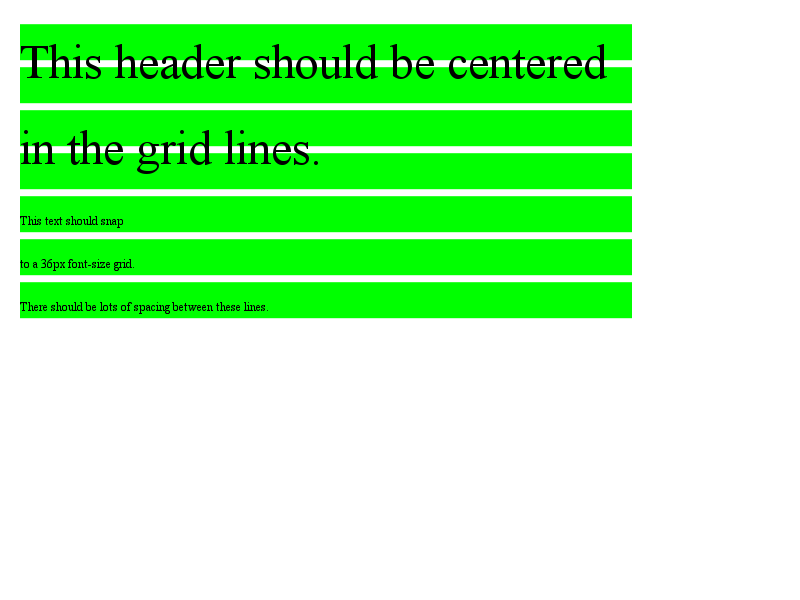 This header should be centered
in the grid lines.
This text should snap
to a 36px font-size grid.
There should be lots of spacing between these lines.